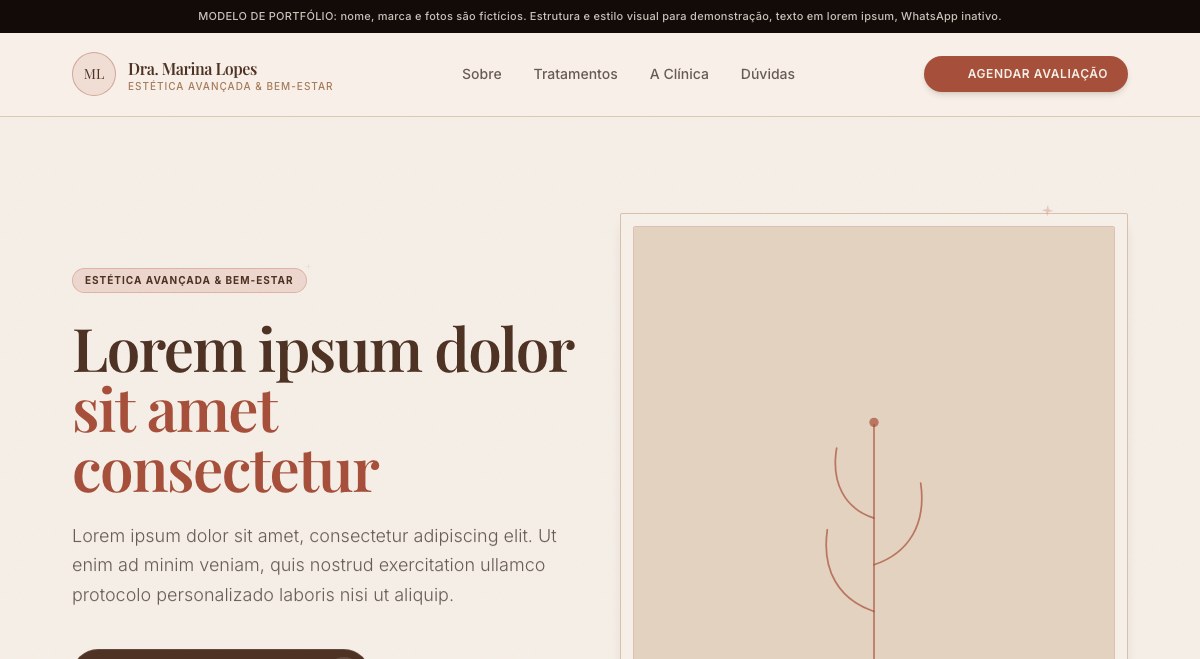 MODELO DE PORTFÓLIO: nome, marca e fotos são fictícios. Estrutura e estilo visual para demonstração, texto em lorem ipsum, WhatsApp inativo.
ML
Dra. Marina Lopes
ESTÉTICA AVANÇADA & BEM-ESTAR
Sobre
Tratamentos
A Clínica
Dúvidas
AGENDAR AVALIAÇÃO
ESTÉTICA AVANÇADA & BEM-ESTAR
Lorem ipsum dolor
sit amet
consectetur
Lorem ipsum dolor sit amet, consectetur adipiscing elit. Ut
enim ad minim veniam, quis nostrud exercitation ullamco
protocolo personalizado laboris nisi ut aliquip.